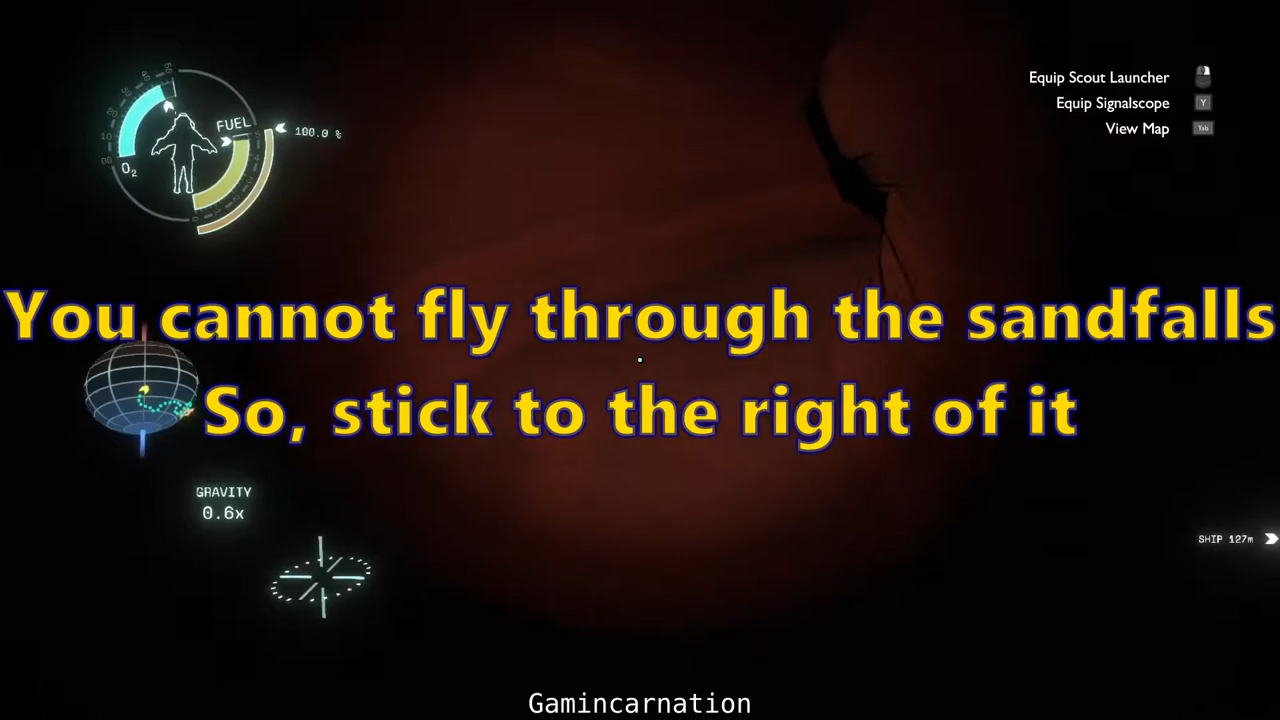 Equip Scout Launcher
Equip Signalscope Y
View Map Tab
FUEL
100.0 %
O2
You cannot fly through the sandfalls
So, stick to the right of it
GRAVITY
0.6x
SHIP 127m
Gamincarnation